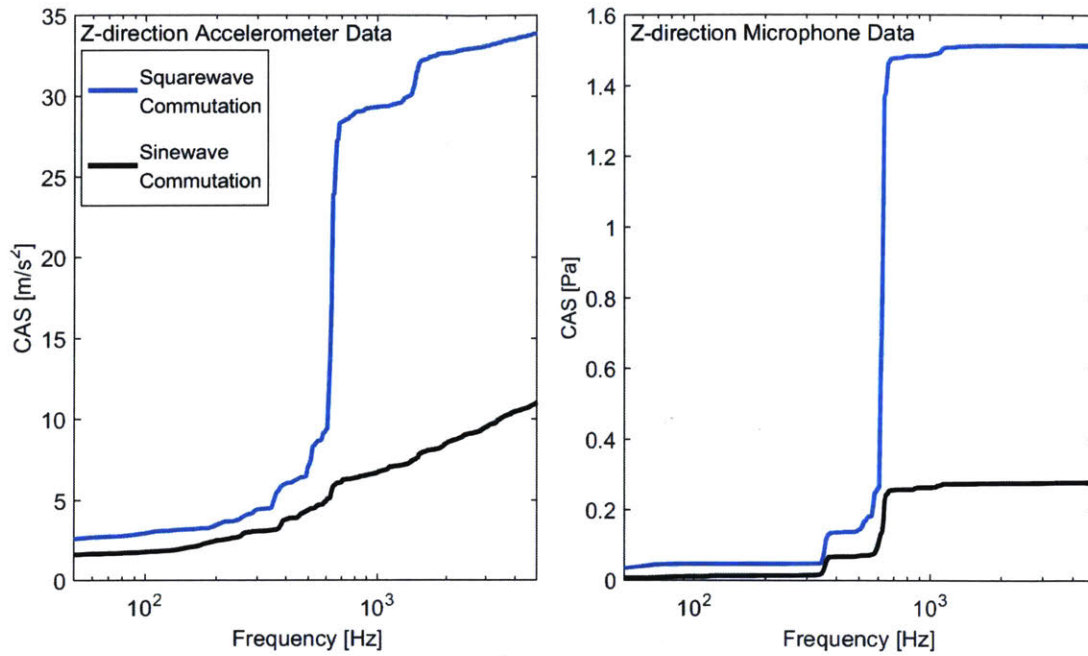 Z-direction Accelerometer Data
Squarewave
Commutation
Sinewave
Commutation
35
30
25
20
15
10
5
0
CAS [m/s²]
10²
10³
Frequency [Hz]
Z-direction Microphone Data
1.6
1.4
1.2
1
0.8
0.6
0.4
0.2
0
CAS [Pa]
10²
10³
Frequency [Hz]